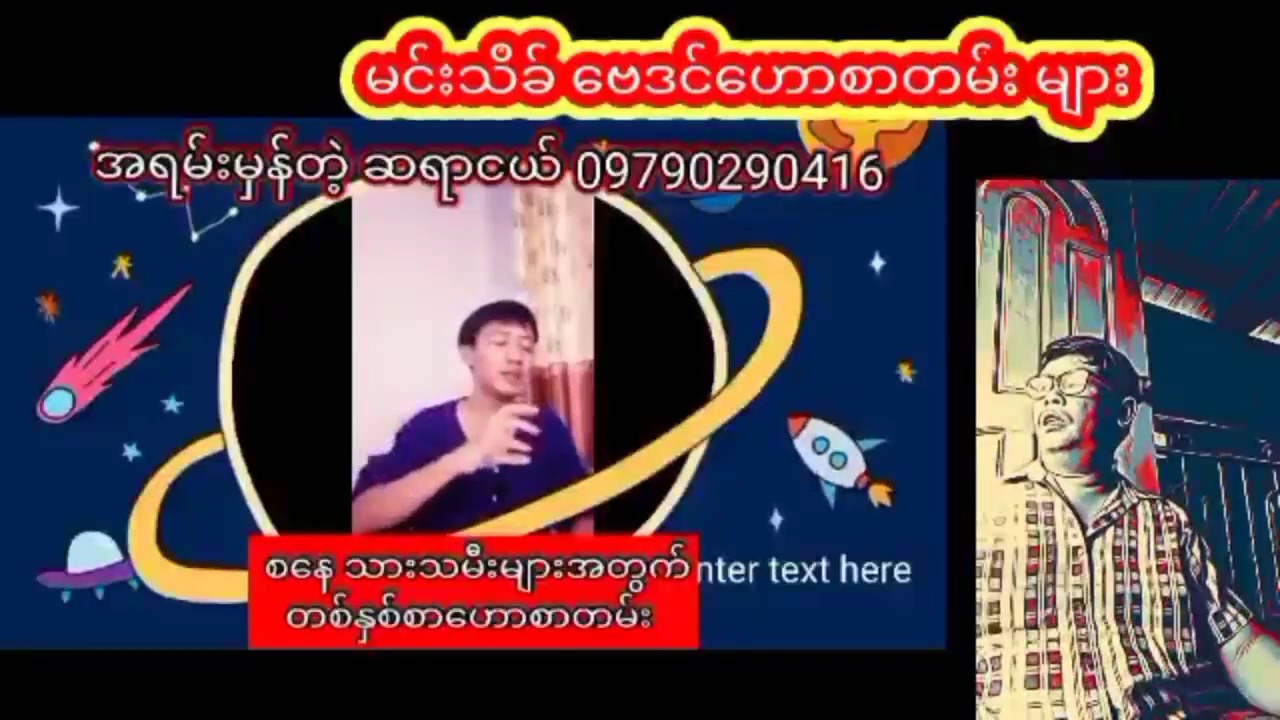 မင်းသိခ် ဗေဒင်ဟောစာတမ်း များ
အရမ်းမှန်တဲ့ ဆရာငယ် 09790290416
စနေ သားသမီးများအတွက်
တစ်နှစ်စာဟောစာတမ်း
nter text here